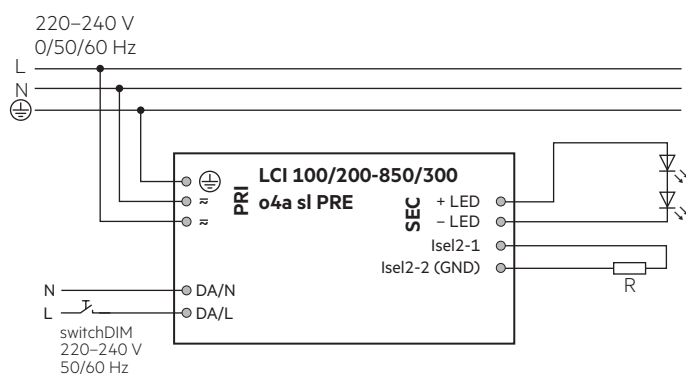 220–240 V
0/50/60 Hz
L
N
LCI 100/200-850/300
o4a sl PRE
PRI
SEC
+ LED
– LED
Isel2-1
Isel2-2 (GND)
R
N
DA/N
L
DA/L
switchDIM
220–240 V
50/60 Hz